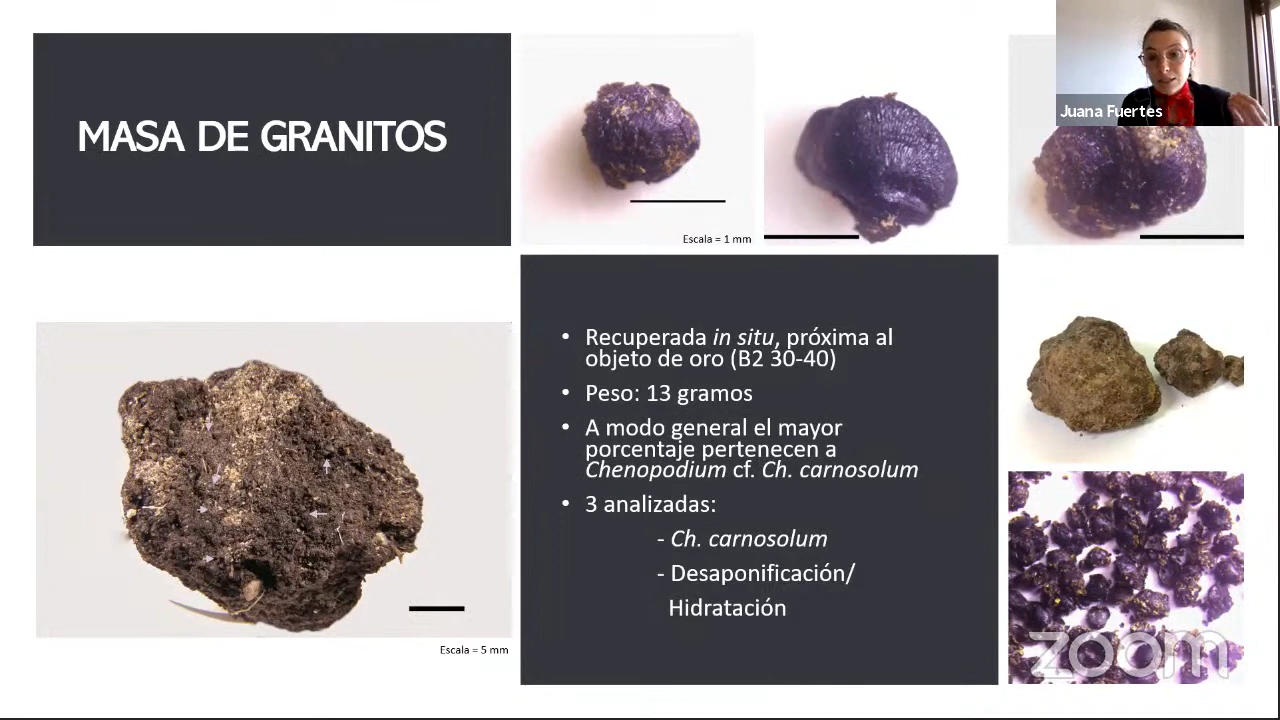 MASA DE GRANITOS
Juana Fuertes
Escala = 1 mm
• Recuperada in situ, próxima al
objeto de oro (B2 30-40)
• Peso: 13 gramos
• A modo general el mayor
porcentaje pertenecen a
Chenopodium cf. Ch. carnosolum
• 3 analizadas:
- Ch. carnosolum
- Desaponificación/
Hidratación
Escala = 5 mm
zoom